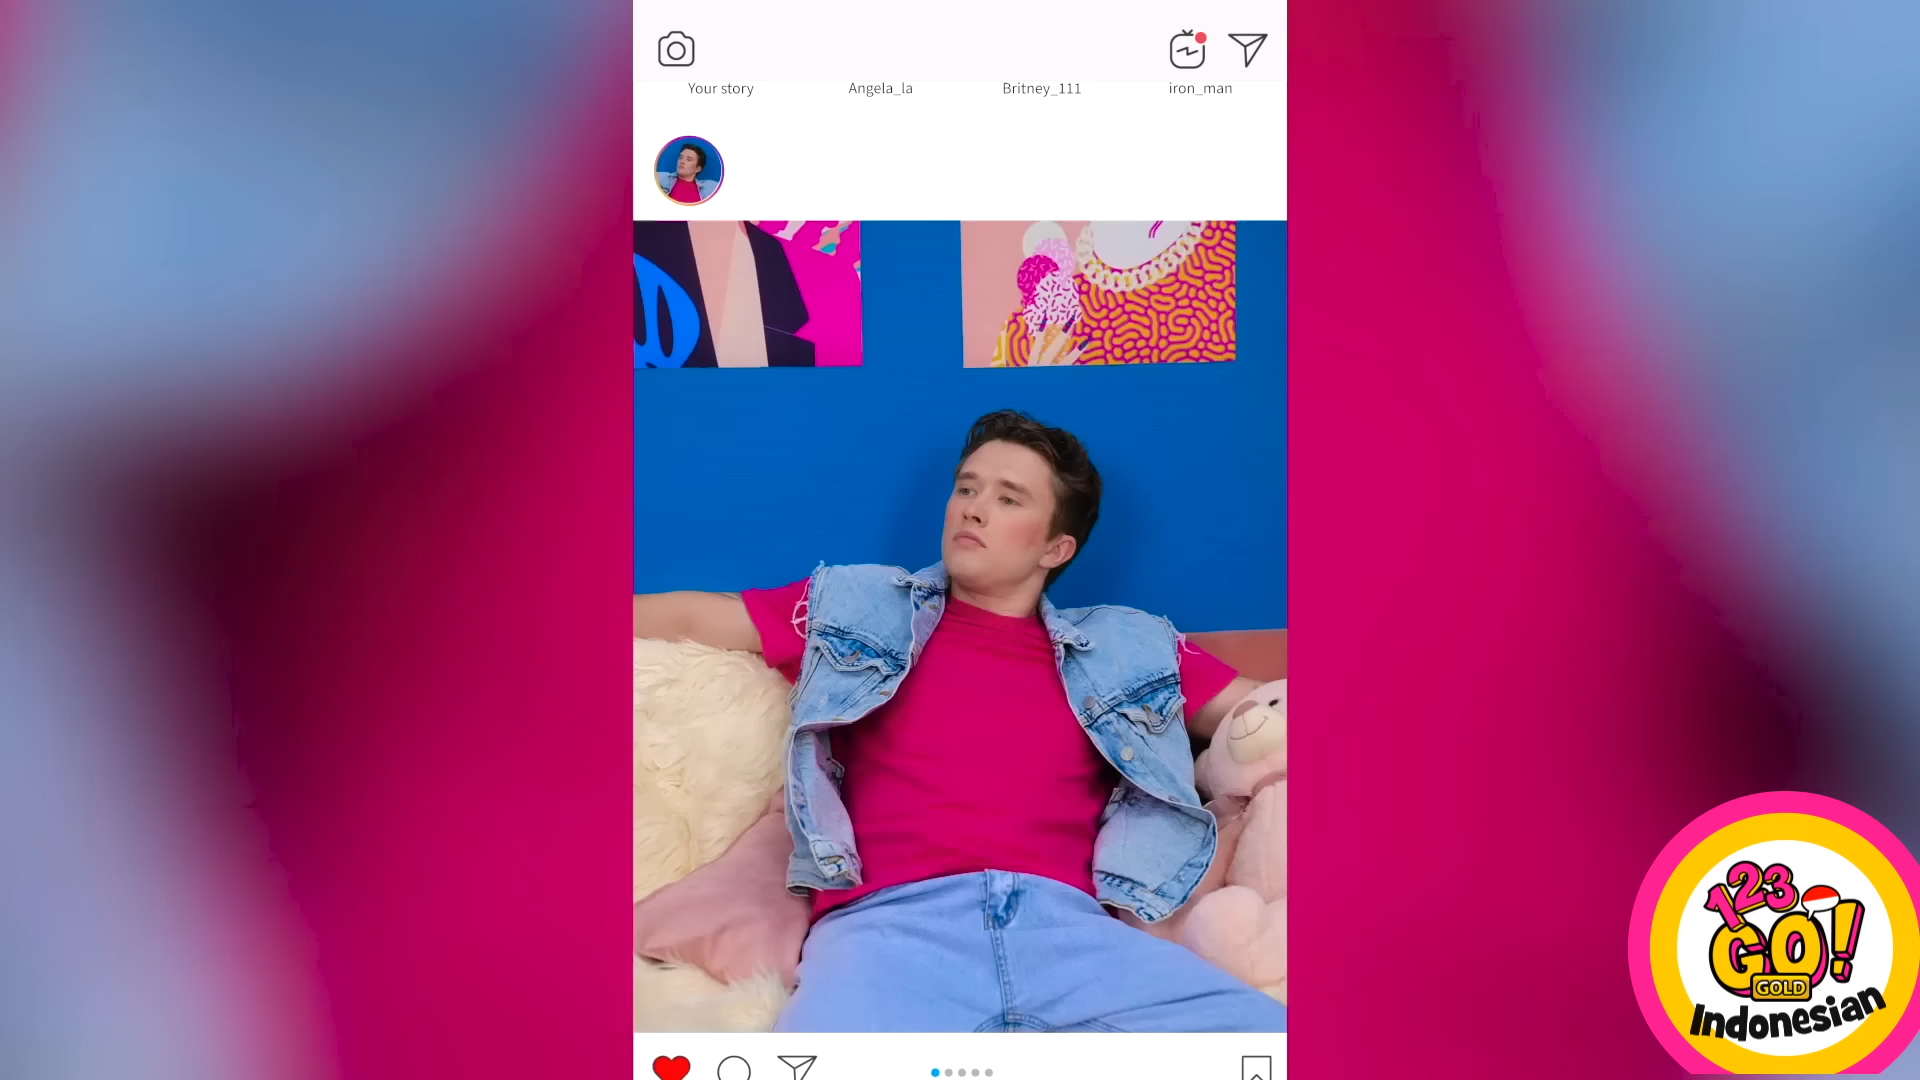 Your story
Angela_la
Britney_111
iron_man
123
GO!
GOLD
Indonesian